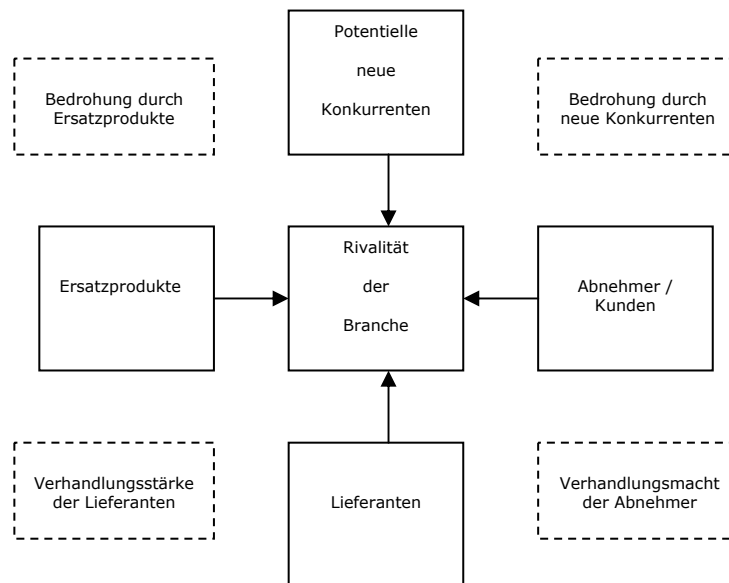 Potentielle
neue
Konkurrenten
Bedrohung durch
Ersatzprodukte
Bedrohung durch
neue Konkurrenten
Ersatzprodukte
Rivalität
der
Branche
Abnehmer /
Kunden
Verhandlungsstärke
der Lieferanten
Lieferanten
Verhandlungsmacht
der Abnehmer